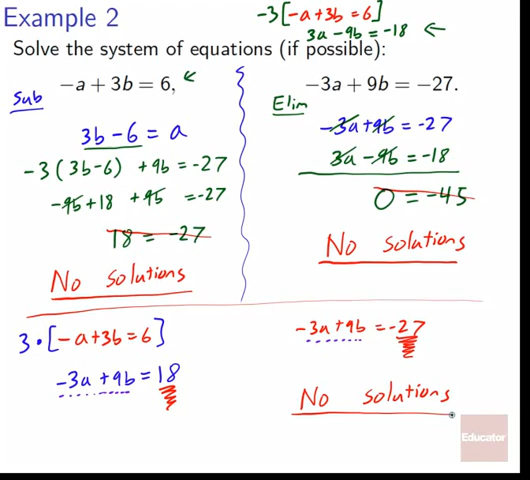 Example 2
-3[-a+3b=6]
3a-9b=-18 ←
Solve the system of equations (if possible):
−a + 3b = 6, ↙
−3a + 9b = −27.
Sub
3b-6=a
-3(3b-6) +9b=-27
-9b+18 +9b =-27
18 = -27
No solutions
Elim
-3a+9b=-27
3a-9b=-18
0=-45
No solutions
3•[-a+3b=6]
-3a+9b=18
-3a+9b=-27
No solutions
Educator